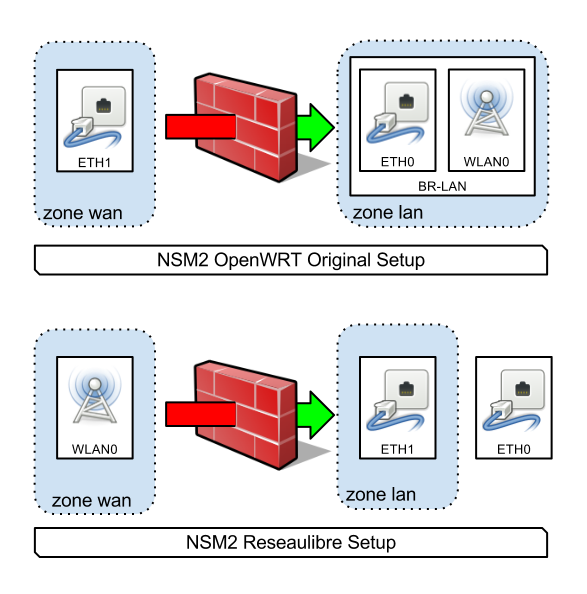 ETH1
zone wan
ETH0
WLAN0
BR-LAN
zone lan
NSM2 OpenWRT Original Setup
WLAN0
zone wan
ETH1
zone lan
ETH0
NSM2 Reseaulibre Setup